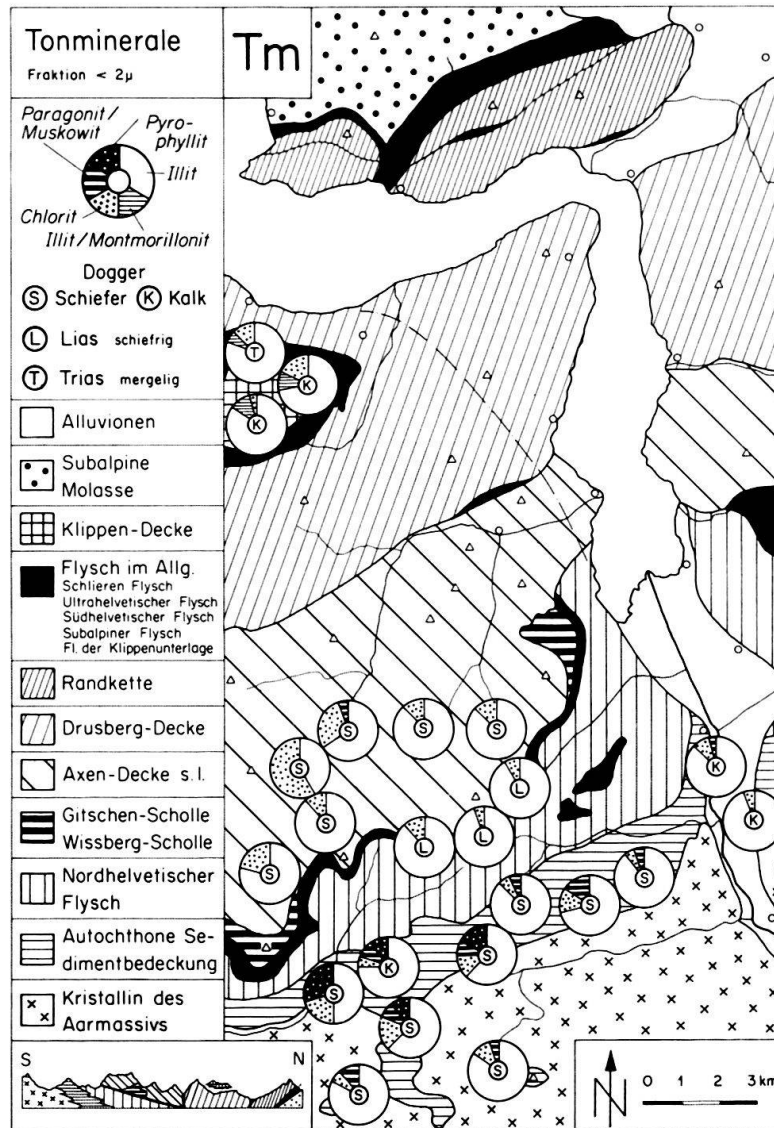 Tonminerale
Fraktion < 2μ
Tm
Paragonit/
Muskowit
Pyro-
phyllit
Illit
Chlorit
Illit/Montmorillonit
Dogger
S Schiefer K Kalk
L Lias schiefrig
T Trias mergelig
Alluvionen
Subalpine
Molasse
Klippen-Decke
Flysch im Allg.
Schlieren Flysch
Ultrahelvetischer Flysch
Südhelvetischer Flysch
Subalpiner Flysch
Fl. der Klippenunterlage
Randkette
Drusberg-Decke
Axen-Decke s.l.
Gitschen-Scholle
Wissberg-Scholle
Nordhelvetischer
Flysch
Autochthone Se-
dimentbedeckung
Kristallin des
Aarmassivs
S N
T
K
K
S
S
S
S
L
K
S
L
L
K
S
S
S
S
S
K
S
S
S
S
N
0 1 2 3 km